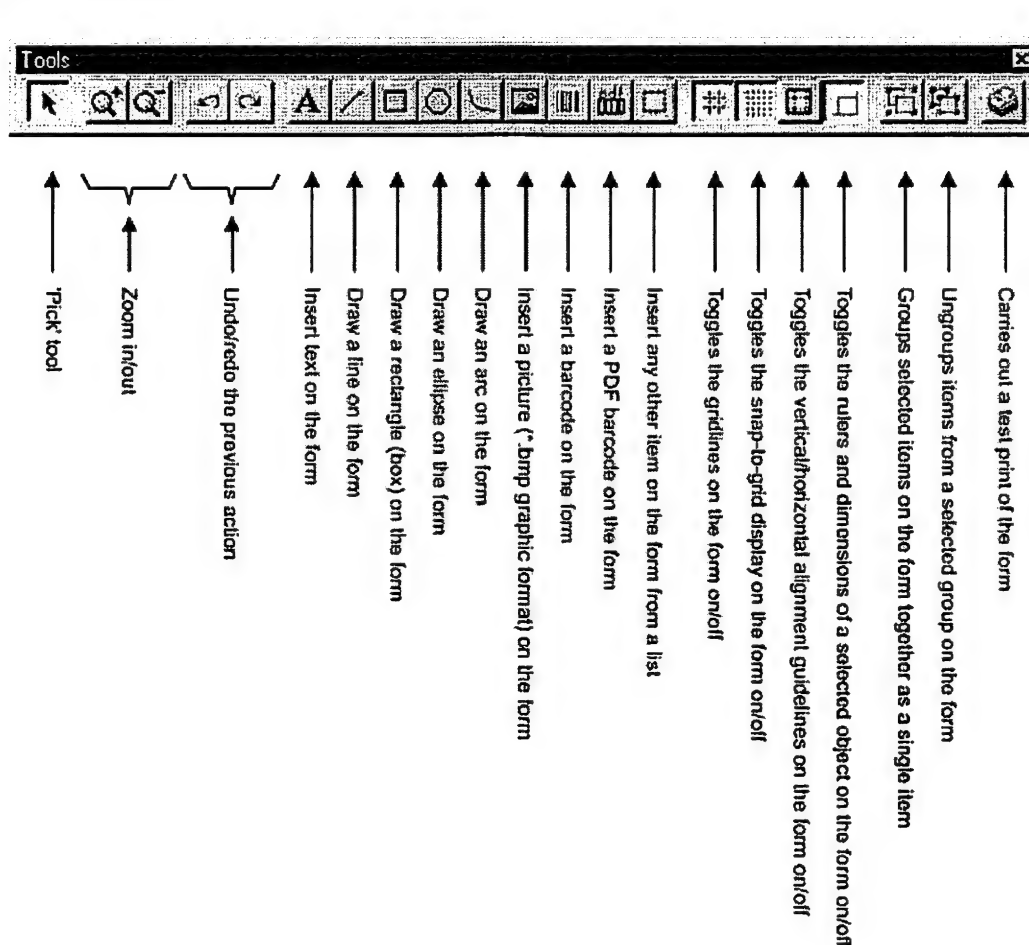 Tools
'Pick' tool
Zoom in/out
Undo/redo the previous action
Insert text on the form
Draw a line on the form
Draw a rectangle (box) on the form
Draw an ellipse on the form
Draw an arc on the form
Insert a picture (*.bmp graphic format) on the form
Insert a barcode on the form
Insert a PDF barcode on the form
Insert any other item on the form from a list
Toggles the gridlines on the form on/off
Toggles the snap-to-grid display on the form on/off
Toggles the vertical/horizontal alignment guidelines on the form on/off
Toggles the rulers and dimensions of a selected object on the form on/off
Groups selected items on the form together as a single item
Ungroups items from a selected group on the form
Carries out a test print of the form